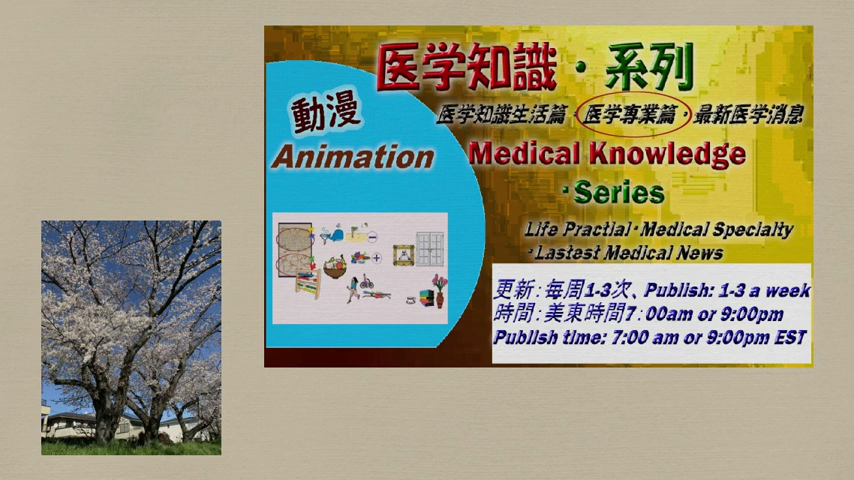 医学知識・系列
動漫
医学知識生活篇・医学専業篇・最新医学消息
Animation
Medical Knowledge
·Series
Life Practial·Medical Specialty
·Lastest Medical News
更新：毎周1-3次、Publish: 1-3 a week
時間：美東時間7：00am or 9:00pm
Publish time: 7:00 am or 9:00pm EST